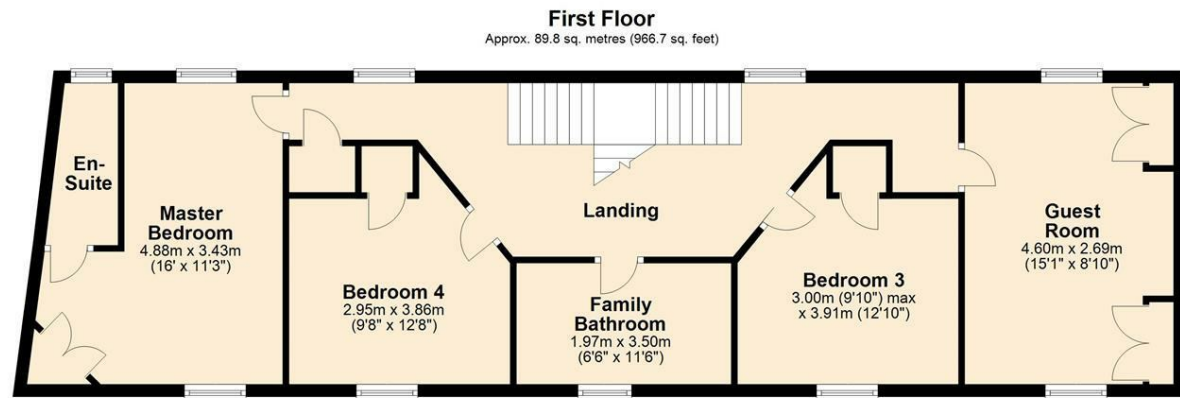 First Floor
Approx. 89.8 sq. metres (966.7 sq. feet)
En-
Suite
Master
Bedroom
4.88m x 3.43m
(16' x 11'3")
Bedroom 4
2.95m x 3.86m
(9'8" x 12'8")
Landing
Family
Bathroom
1.97m x 3.50m
(6'6" x 11'6")
Bedroom 3
3.00m (9'10") max
x 3.91m (12'10")
Guest
Room
4.60m x 2.69m
(15'1" x 8'10")